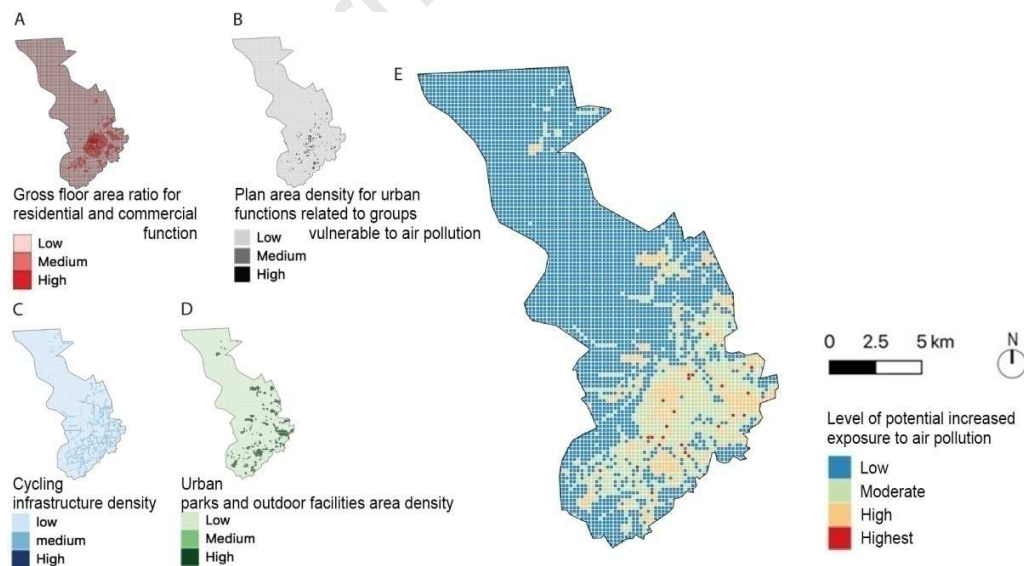 A
Gross floor area ratio for
residential and commercial
function
Low
Medium
High
B
Plan area density for urban
functions related to groups
vulnerable to air pollution
Low
Medium
High
C
Cycling
infrastructure density
low
medium
High
D
Urban
parks and outdoor facilities area density
Low
Medium
High
E
0 2.5 5 km
N
Level of potential increased
exposure to air pollution
Low
Moderate
High
Highest